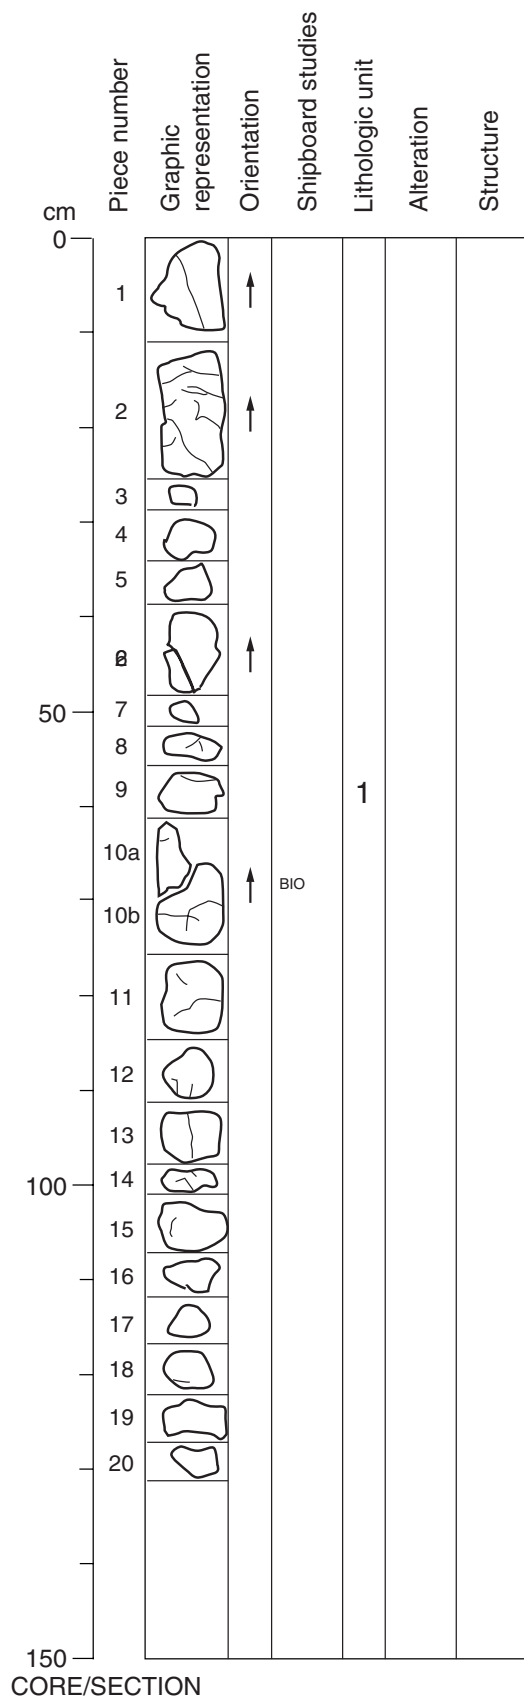 cm
Piece number
Graphic
representation
Orientation
Shipboard studies
Lithologic unit
Alteration
Structure
0
1
2
3
4
5
50
7
8
9
1
10a
BIO
10b
11
12
13
100
14
15
16
17
18
19
20
150
CORE/SECTION